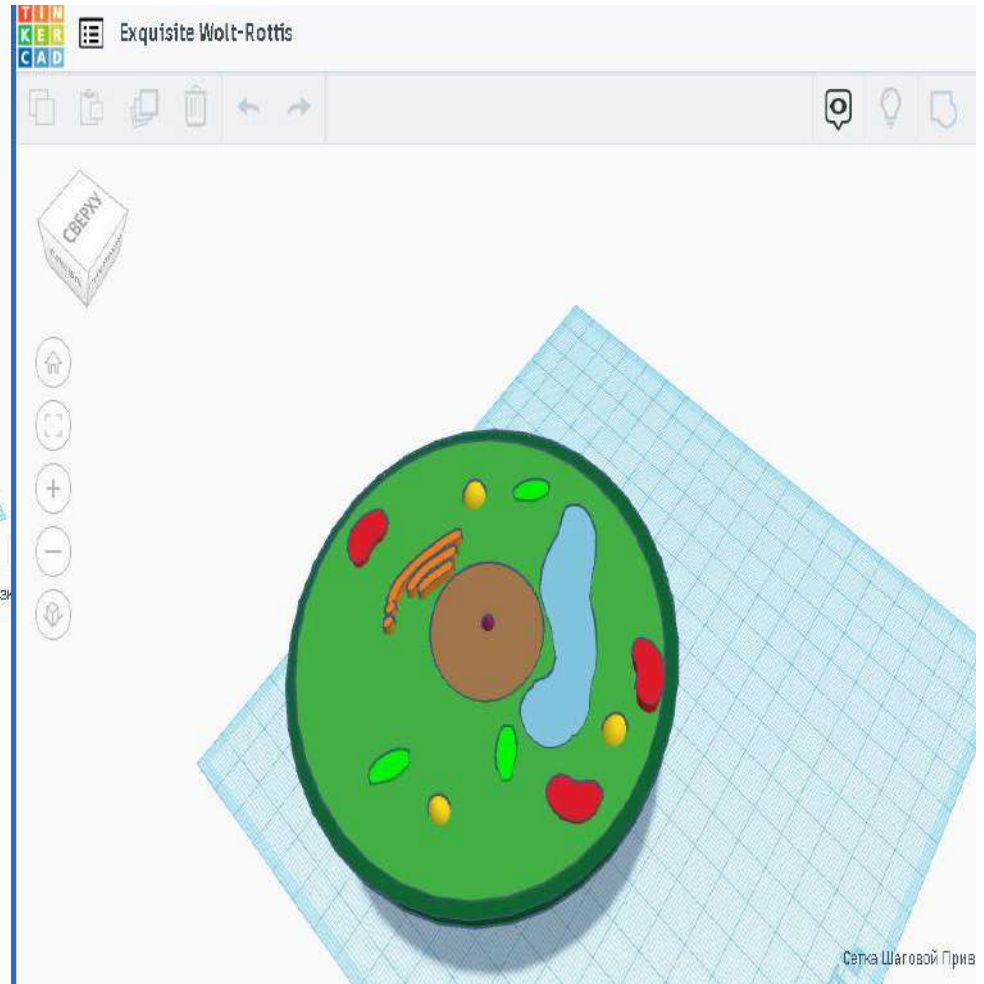 TIN
KER
CAD
Exquisite Wolt-Rottis
СВЕРХУ
Сетка Шаговой Прив